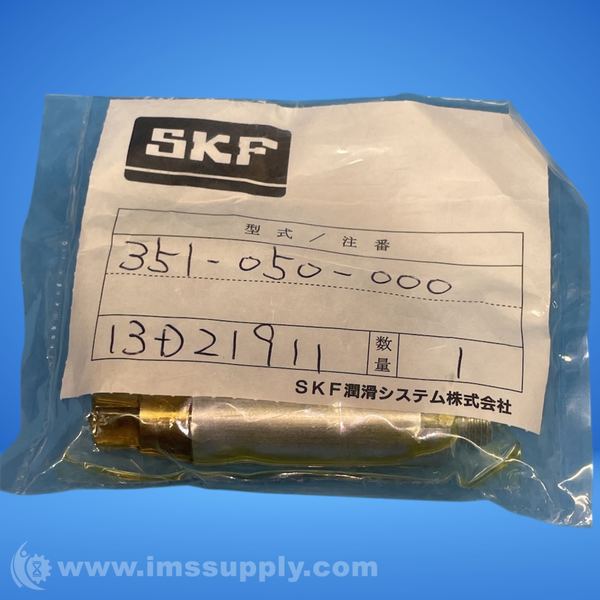 SKF
型式／注番
351-050-000
13D21911
数量
1
SKF潤滑システム株式会社
www.imssupply.com